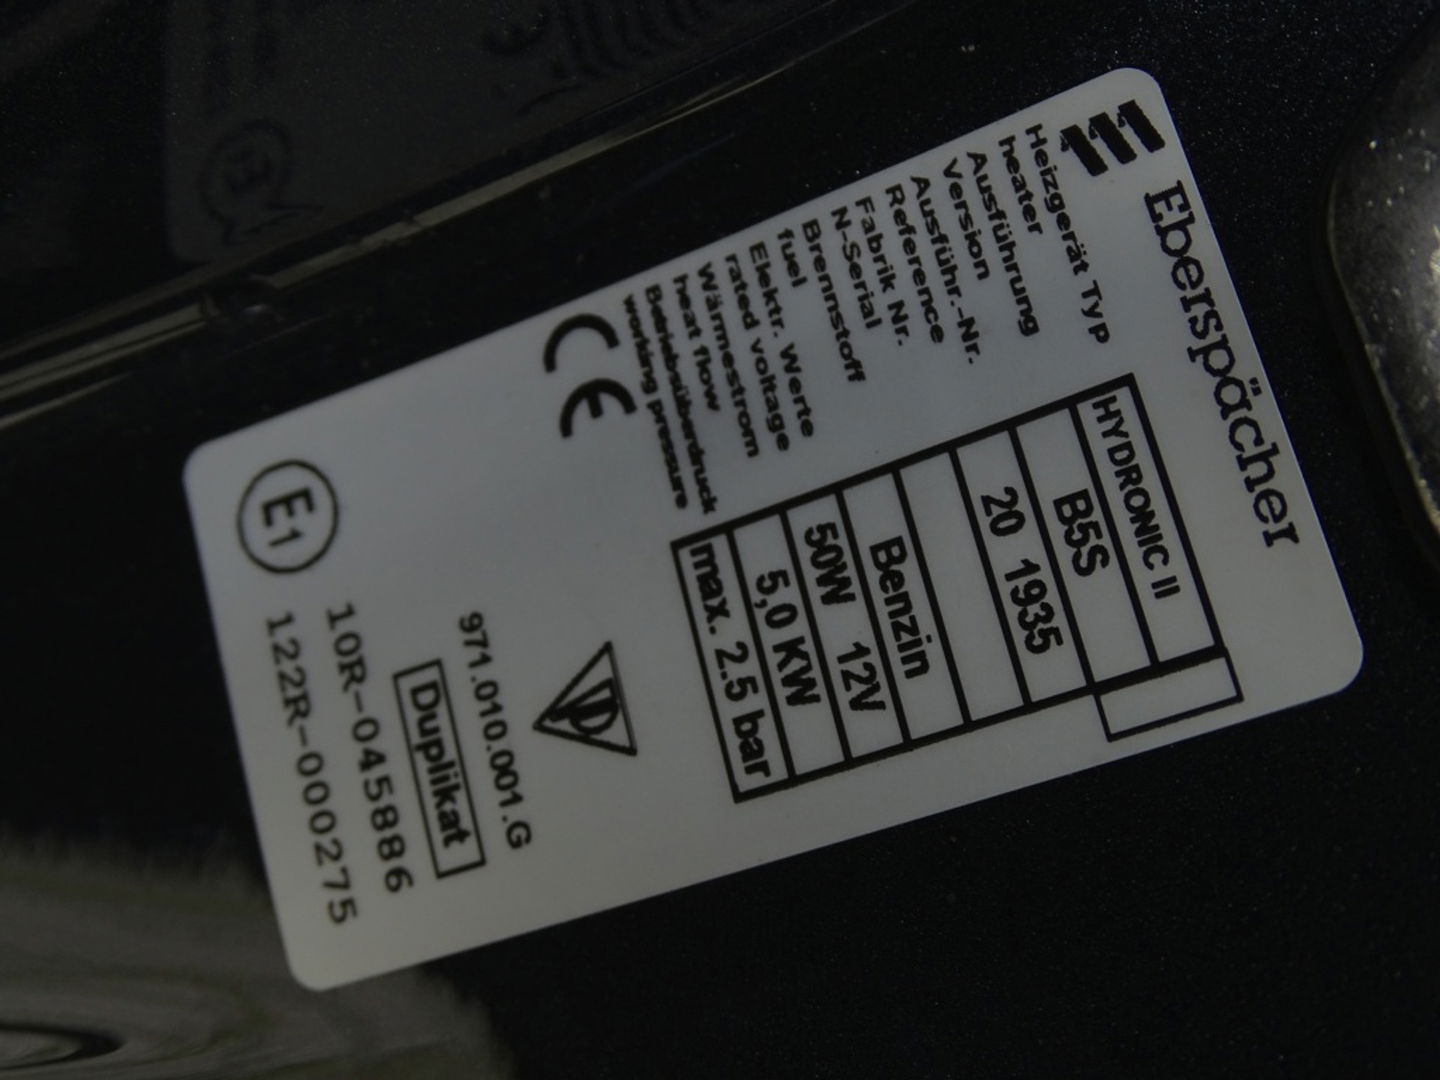 Eberspächer
Heizgerät Typ
heater
HYDRONIC II
Ausführung
Version
B5S
Ausführ.-Nr.
Reference
20 1935
Fabrik Nr.
N-Serial
Brennstoff
fuel
Benzin
Elektr. Werte
rated voltage
50W 12V
Wärmestrom
heat flow
5,0 KW
Betriebsüberdruck
working pressure
max. 2.5 bar
CE
971.010.001.G
Duplikat
E1
10R-045886
122R-000275